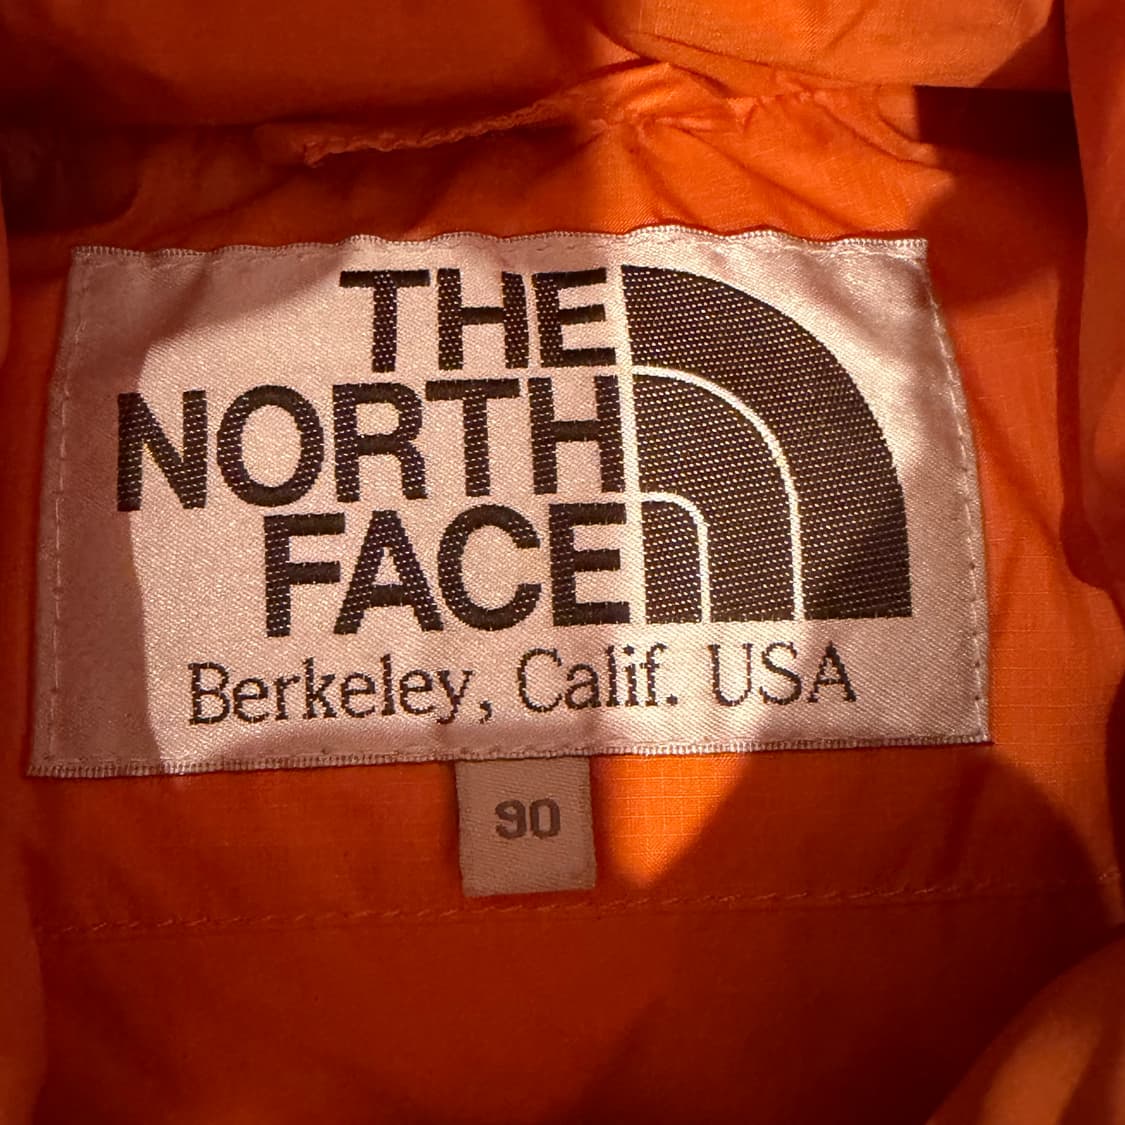 THE
NORTH
FACE
Berkeley, Calif. USA
90